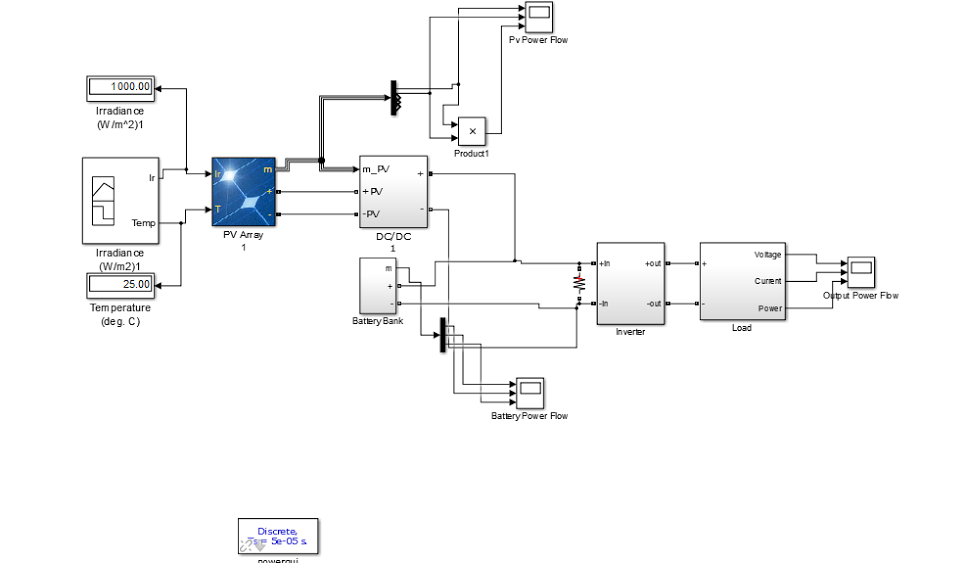 Pv Power Flow
1000.00
Irradiance
(W/m^2)1
×
Product1
Ir
Temp
Ir
m
T
+
-
PV Array
1
m_PV
+PV
-PV
+
-
DC/DC
1
Irradiance
(W/m2)1
25.00
Temperature
(deg. C)
m
+
-
Battery Bank
+In
-In
+out
-out
Inverter
+
-
Voltage
Current
Power
Load
Output Power Flow
Battery Power Flow
Discrete,
Ts = 5e-05 s.
powergui